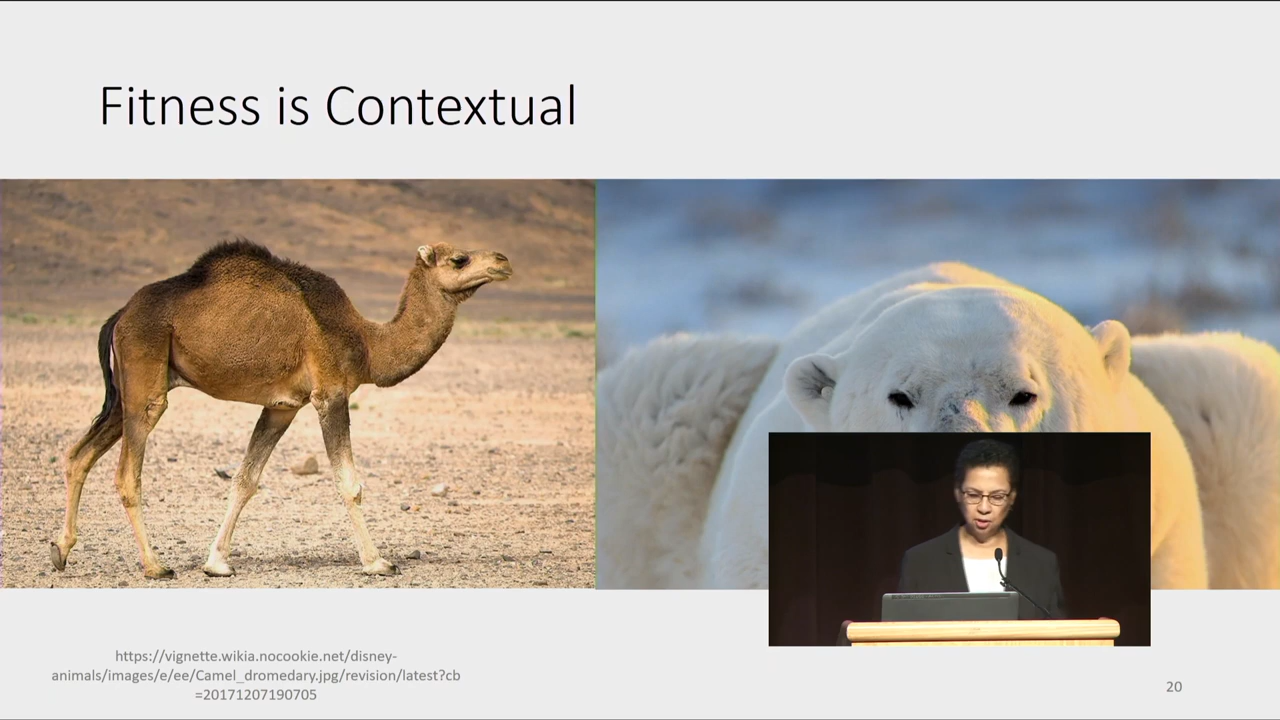 Fitness is Contextual
https://vignette.wikia.nocookie.net/disney-
animals/images/e/ee/Camel_dromedary.jpg/revision/latest?cb
=20171207190705
20